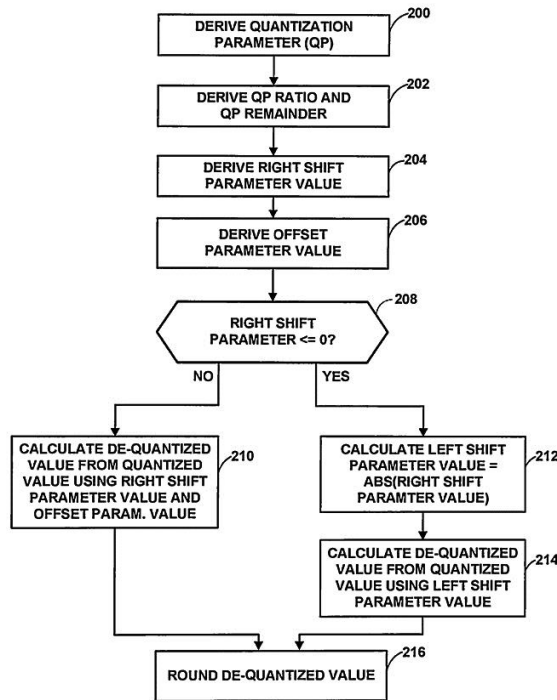 200
DERIVE QUANTIZATION
PARAMETER (QP)
202
DERIVE QP RATIO AND
QP REMAINDER
204
DERIVE RIGHT SHIFT
PARAMETER VALUE
206
DERIVE OFFSET
PARAMETER VALUE
208
RIGHT SHIFT
PARAMETER <= 0?
NO
YES
CALCULATE DE-QUANTIZED
VALUE FROM QUANTIZED
VALUE USING RIGHT SHIFT
PARAMETER VALUE AND
OFFSET PARAM. VALUE
210
CALCULATE LEFT SHIFT
PARAMETER VALUE =
ABS(RIGHT SHIFT
PARAMTER VALUE)
212
CALCULATE DE-QUANTIZED
VALUE FROM QUANTIZED
VALUE USING LEFT SHIFT
PARAMETER VALUE
214
ROUND DE-QUANTIZED VALUE
216